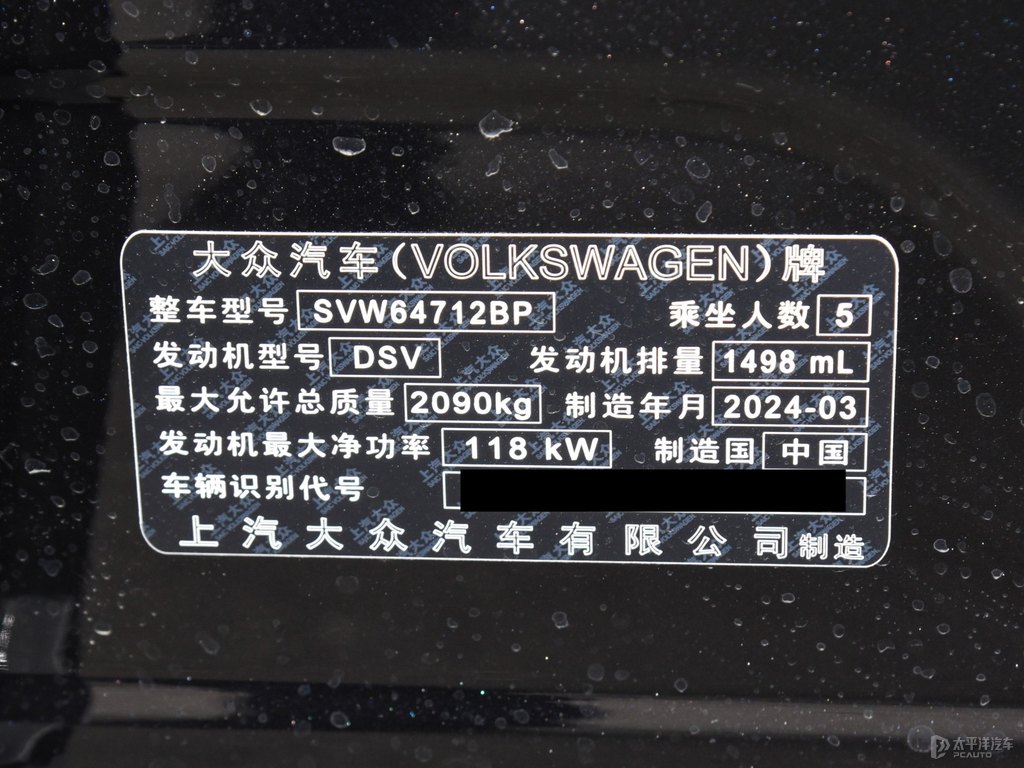 大众汽车(VOLKSWAGEN)牌
整车型号 SVW64712BP 乘坐人数 5
发动机型号 DSV 发动机排量 1498 mL
最大允许总质量 2090kg 制造年月 2024-03
发动机最大净功率 118 kW 制造国 中国
车辆识别代号
上汽大众汽车有限公司制造
太平洋汽车
PCAUTO